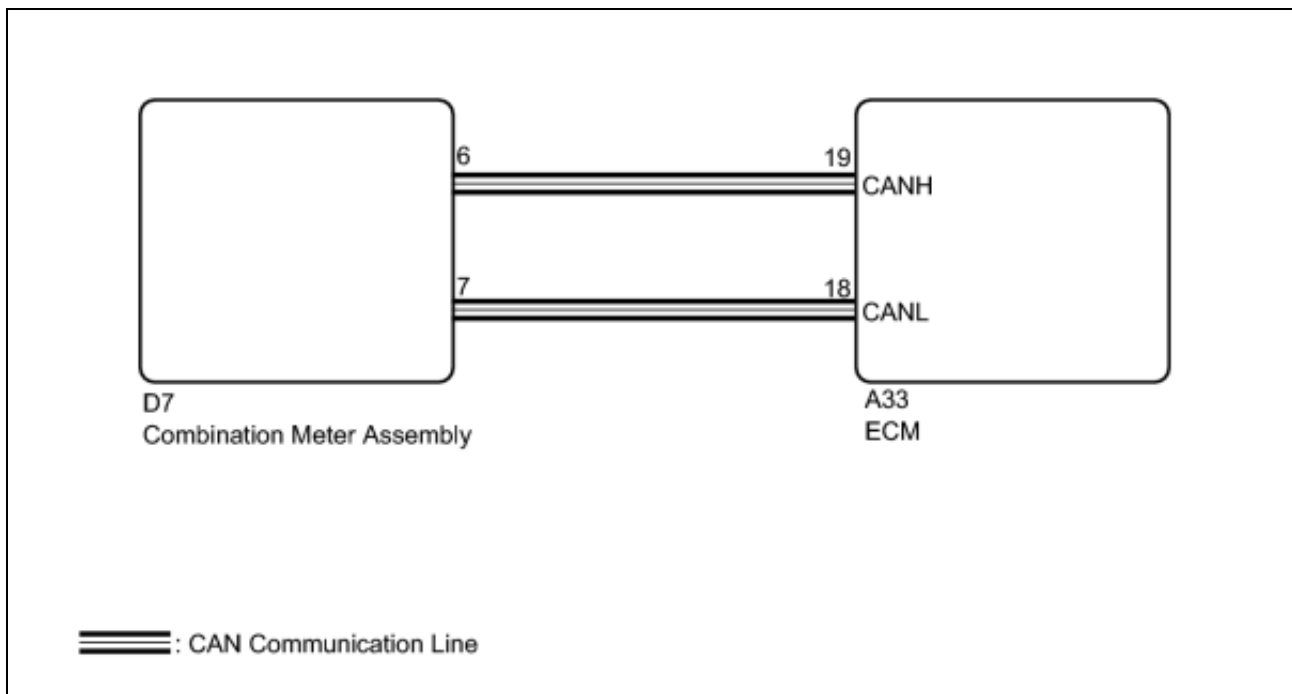 6
19
CANH
7
18
CANL
D7
Combination Meter Assembly
A33
ECM
: CAN Communication Line